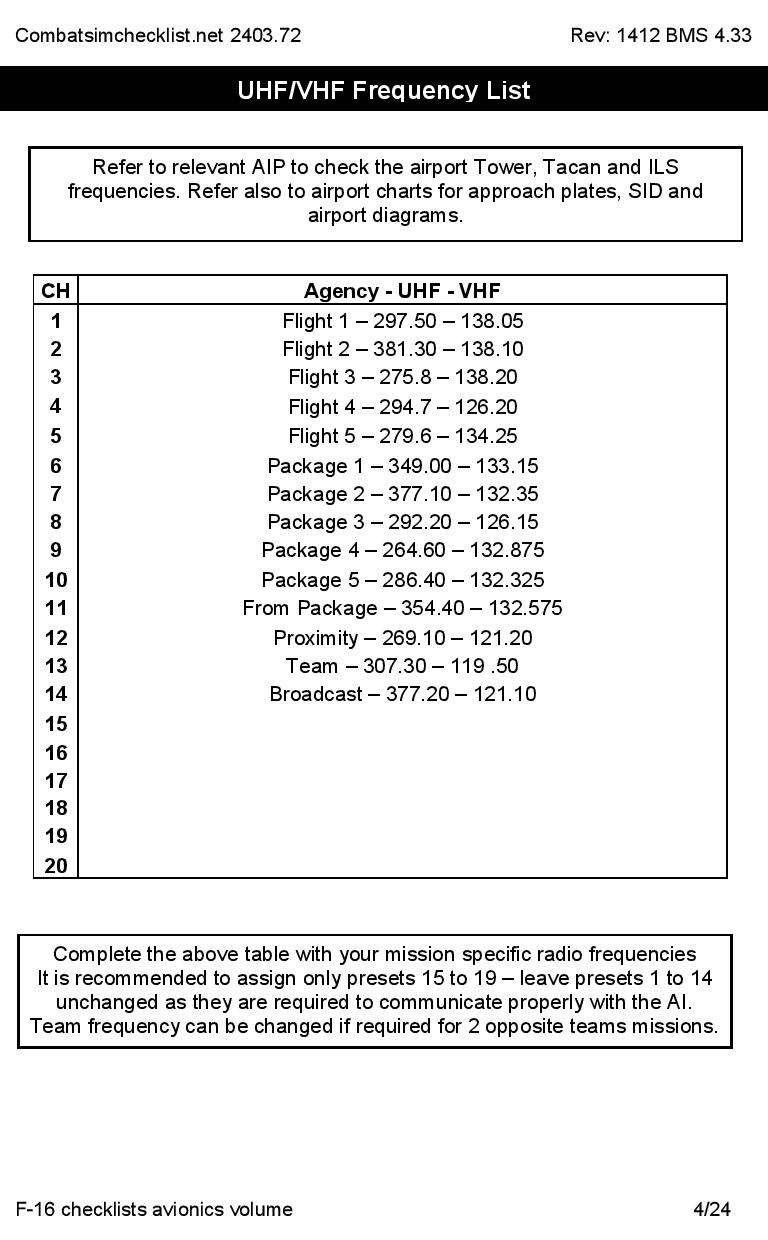 Combatsimchecklist.net 2403.72 Rev: 1412 BMS 4.33
UHF/VHF Frequency List
Refer to relevant AIP to check the airport Tower, Tacan and ILS
frequencies. Refer also to airport charts for approach plates, SID and
airport diagrams.
CH Agency - UHF - VHF
1 Flight 1 – 297.50 – 138.05
2 Flight 2 – 381.30 – 138.10
3 Flight 3 – 275.8 – 138.20
4 Flight 4 – 294.7 – 126.20
5 Flight 5 – 279.6 – 134.25
6 Package 1 – 349.00 – 133.15
7 Package 2 – 377.10 – 132.35
8 Package 3 – 292.20 – 126.15
9 Package 4 – 264.60 – 132.875
10 Package 5 – 286.40 – 132.325
11 From Package – 354.40 – 132.575
12 Proximity – 269.10 – 121.20
13 Team – 307.30 – 119 .50
14 Broadcast – 377.20 – 121.10
15
16
17
18
19
20
Complete the above table with your mission specific radio frequencies
It is recommended to assign only presets 15 to 19 – leave presets 1 to 14
unchanged as they are required to communicate properly with the AI.
Team frequency can be changed if required for 2 opposite teams missions.
F-16 checklists avionics volume 4/24